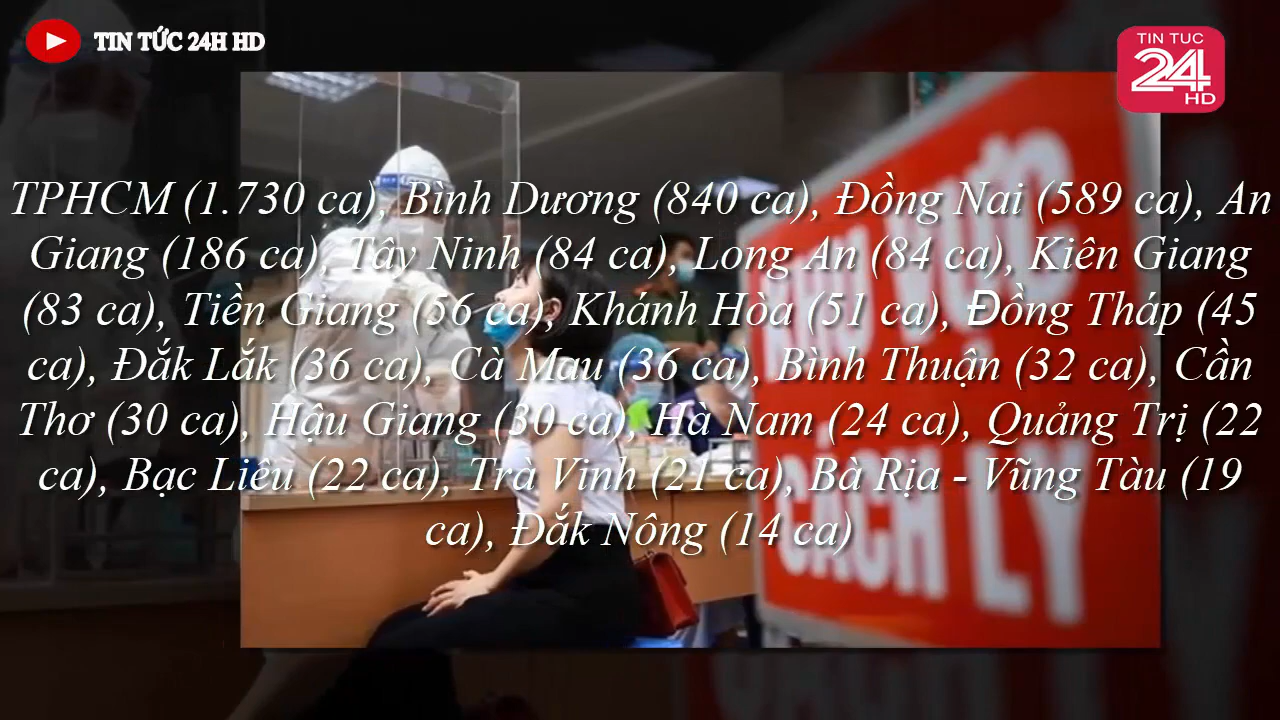 TIN TỨC 24H HD
TIN TUC
24
HD
TPHCM (1.730 ca), Bình Dương (840 ca), Đồng Nai (589 ca), An
Giang (186 ca), Tây Ninh (84 ca), Long An (84 ca), Kiên Giang
(83 ca), Tiền Giang (56 ca), Khánh Hòa (51 ca), Đồng Tháp (45
ca), Đắk Lắk (36 ca), Cà Mau (36 ca), Bình Thuận (32 ca), Cần
Thơ (30 ca), Hậu Giang (30 ca), Hà Nam (24 ca), Quảng Trị (22
ca), Bạc Liêu (22 ca), Trà Vinh (21 ca), Bà Rịa - Vũng Tàu (19
ca), Đắk Nông (14 ca)
KHU VỰC
CÁCH LY